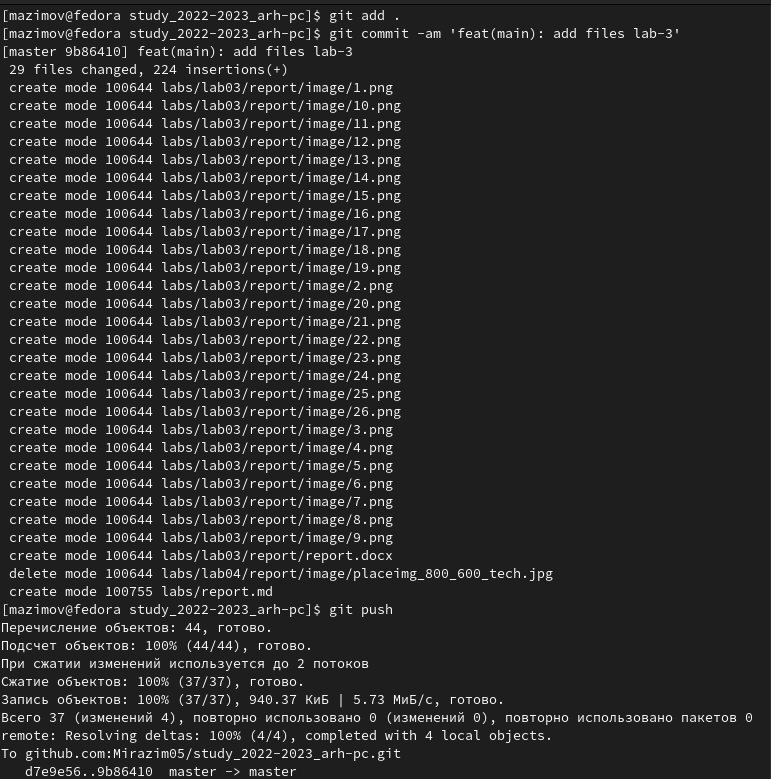 [mazimov@fedora study_2022-2023_arh-pc]$ git add .
[mazimov@fedora study_2022-2023_arh-pc]$ git commit -am 'feat(main): add files lab-3'
[master 9b86410] feat(main): add files lab-3
 29 files changed, 224 insertions(+)
 create mode 100644 labs/lab03/report/image/1.png
 create mode 100644 labs/lab03/report/image/10.png
 create mode 100644 labs/lab03/report/image/11.png
 create mode 100644 labs/lab03/report/image/12.png
 create mode 100644 labs/lab03/report/image/13.png
 create mode 100644 labs/lab03/report/image/14.png
 create mode 100644 labs/lab03/report/image/15.png
 create mode 100644 labs/lab03/report/image/16.png
 create mode 100644 labs/lab03/report/image/17.png
 create mode 100644 labs/lab03/report/image/18.png
 create mode 100644 labs/lab03/report/image/19.png
 create mode 100644 labs/lab03/report/image/2.png
 create mode 100644 labs/lab03/report/image/20.png
 create mode 100644 labs/lab03/report/image/21.png
 create mode 100644 labs/lab03/report/image/22.png
 create mode 100644 labs/lab03/report/image/23.png
 create mode 100644 labs/lab03/report/image/24.png
 create mode 100644 labs/lab03/report/image/25.png
 create mode 100644 labs/lab03/report/image/26.png
 create mode 100644 labs/lab03/report/image/3.png
 create mode 100644 labs/lab03/report/image/4.png
 create mode 100644 labs/lab03/report/image/5.png
 create mode 100644 labs/lab03/report/image/6.png
 create mode 100644 labs/lab03/report/image/7.png
 create mode 100644 labs/lab03/report/image/8.png
 create mode 100644 labs/lab03/report/image/9.png
 create mode 100644 labs/lab03/report/report.docx
 delete mode 100644 labs/lab04/report/image/placeimg_800_600_tech.jpg
 create mode 100755 labs/report.md
[mazimov@fedora study_2022-2023_arh-pc]$ git push
Перечисление объектов: 44, готово.
Подсчет объектов: 100% (44/44), готово.
При сжатии изменений используется до 2 потоков
Сжатие объектов: 100% (37/37), готово.
Запись объектов: 100% (37/37), 940.37 КиБ | 5.73 МиБ/с, готово.
Всего 37 (изменений 4), повторно использовано 0 (изменений 0), повторно использовано пакетов 0
remote: Resolving deltas: 100% (4/4), completed with 4 local objects.
To github.com:Mirazim05/study_2022-2023_arh-pc.git
   d7e9e56..9b86410  master -> master